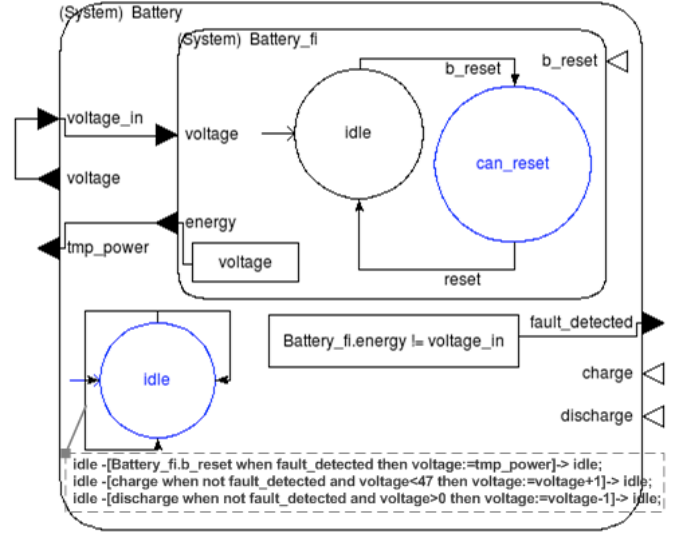 (System) Battery
(System) Battery_fi
b_reset
b_reset
voltage_in
voltage
idle
can_reset
voltage
energy
tmp_power
voltage
reset
fault_detected
Battery_fi.energy != voltage_in
idle
charge
discharge
idle -[Battery_fi.b_reset when fault_detected then voltage:=tmp_power]-> idle;
idle -[charge when not fault_detected and voltage<47 then voltage:=voltage+1]-> idle;
idle -[discharge when not fault_detected and voltage>0 then voltage:=voltage-1]-> idle;